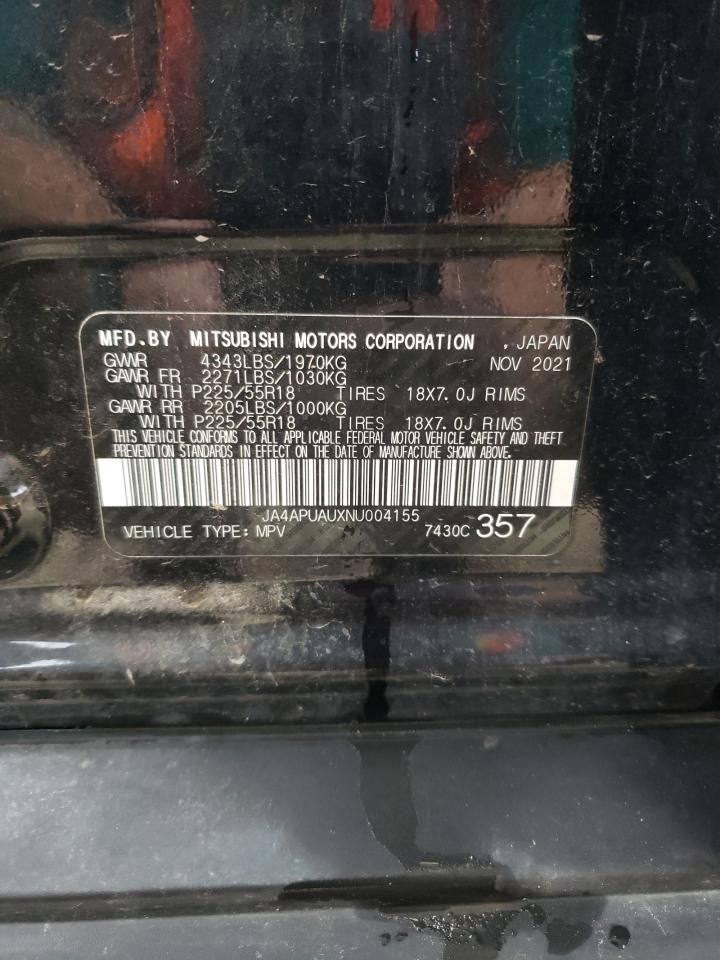 MFD.BY MITSUBISHI MOTORS CORPORATION , JAPAN
GVWR 4343LBS/1970KG NOV 2021
GAWR FR 2271LBS/1030KG
WITH P225/55R18 TIRES 18X7.0J RIMS
GAWR RR 2205LBS/1000KG
WITH P225/55R18 TIRES 18X7.0J RIMS
THIS VEHICLE CONFORMS TO ALL APPLICABLE FEDERAL MOTOR VEHICLE SAFETY AND THEFT
PREVENTION STANDARDS IN EFFECT ON THE DATE OF MANUFACTURE SHOWN ABOVE.
JA4APUAUXNU004155
VEHICLE TYPE: MPV 7430C 357